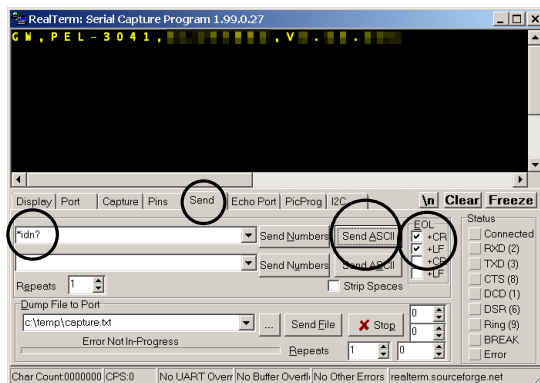 RealTerm: Serial Capture Program 1.99.0.27
GW,PEL-3041, ,V . .
Display Port Capture Pins Send Echo Port PicProg I2C \n Clear Freeze
*idn? Send Numbers Send ASCII EOL
+CR
+LF
Send Numbers Send ASCII +CR
+LF
Repeats 1 Strip Spaces
Dump File to Port
c:\temp\capture.txt ... Send File X Stop 0
0
Error Not In-Progress
Repeats 1 0
Status
Connected
RXD (2)
TXD (3)
CTS (8)
DCD (1)
DSR (6)
Ring (9)
BREAK
Error
Char Count:0000000 CPS:0 No UART Overr No Buffer Overfl No Other Errors realterm.sourceforge.net